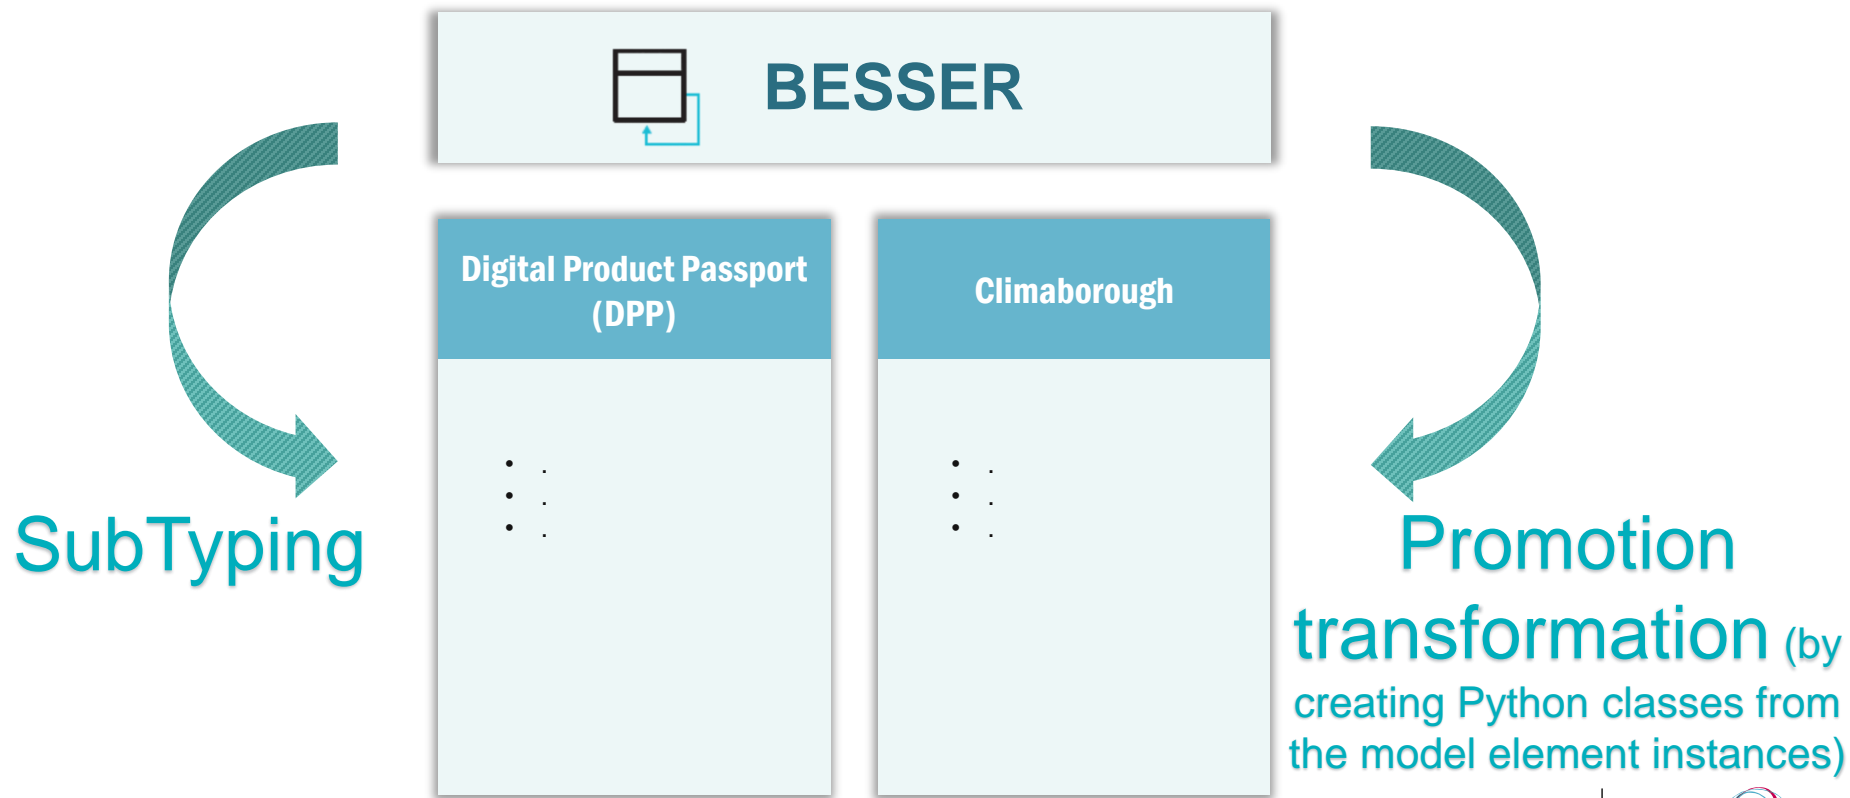 BESSER
Digital Product Passport
(DPP)
• .
• .
• .
Climaborough
• .
• .
• .
SubTyping
Promotion
transformation (by
creating Python classes from
the model element instances)